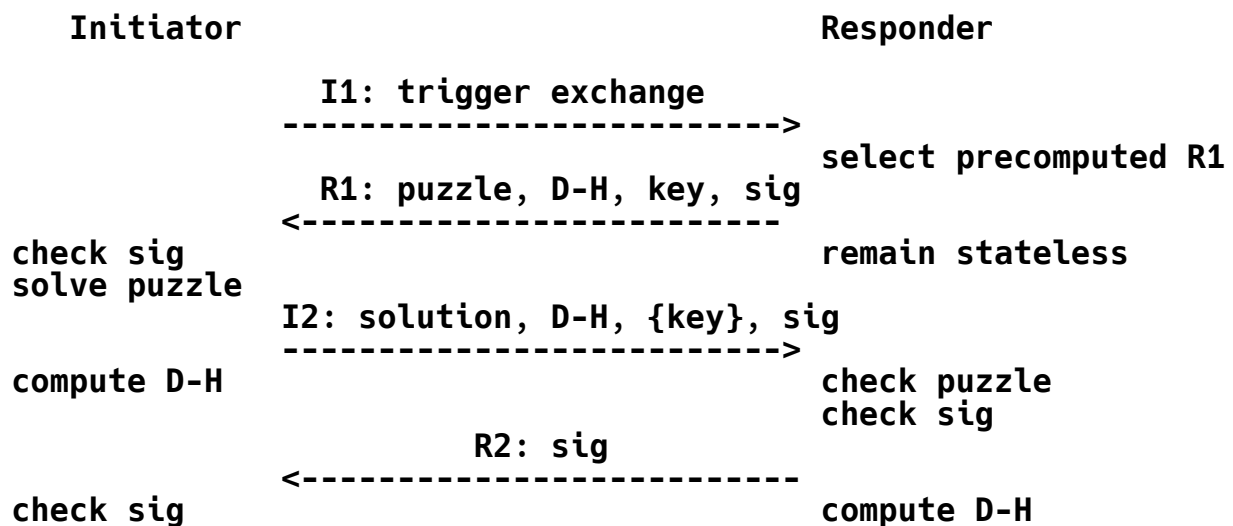 Initiator                              Responder
I1: trigger exchange
-------------------------->
select precomputed R1
R1: puzzle, D-H, key, sig
<-------------------------
check sig                              remain stateless
solve puzzle
I2: solution, D-H, {key}, sig
-------------------------->
compute D-H                            check puzzle
check sig
R2: sig
<--------------------------
check sig                              compute D-H